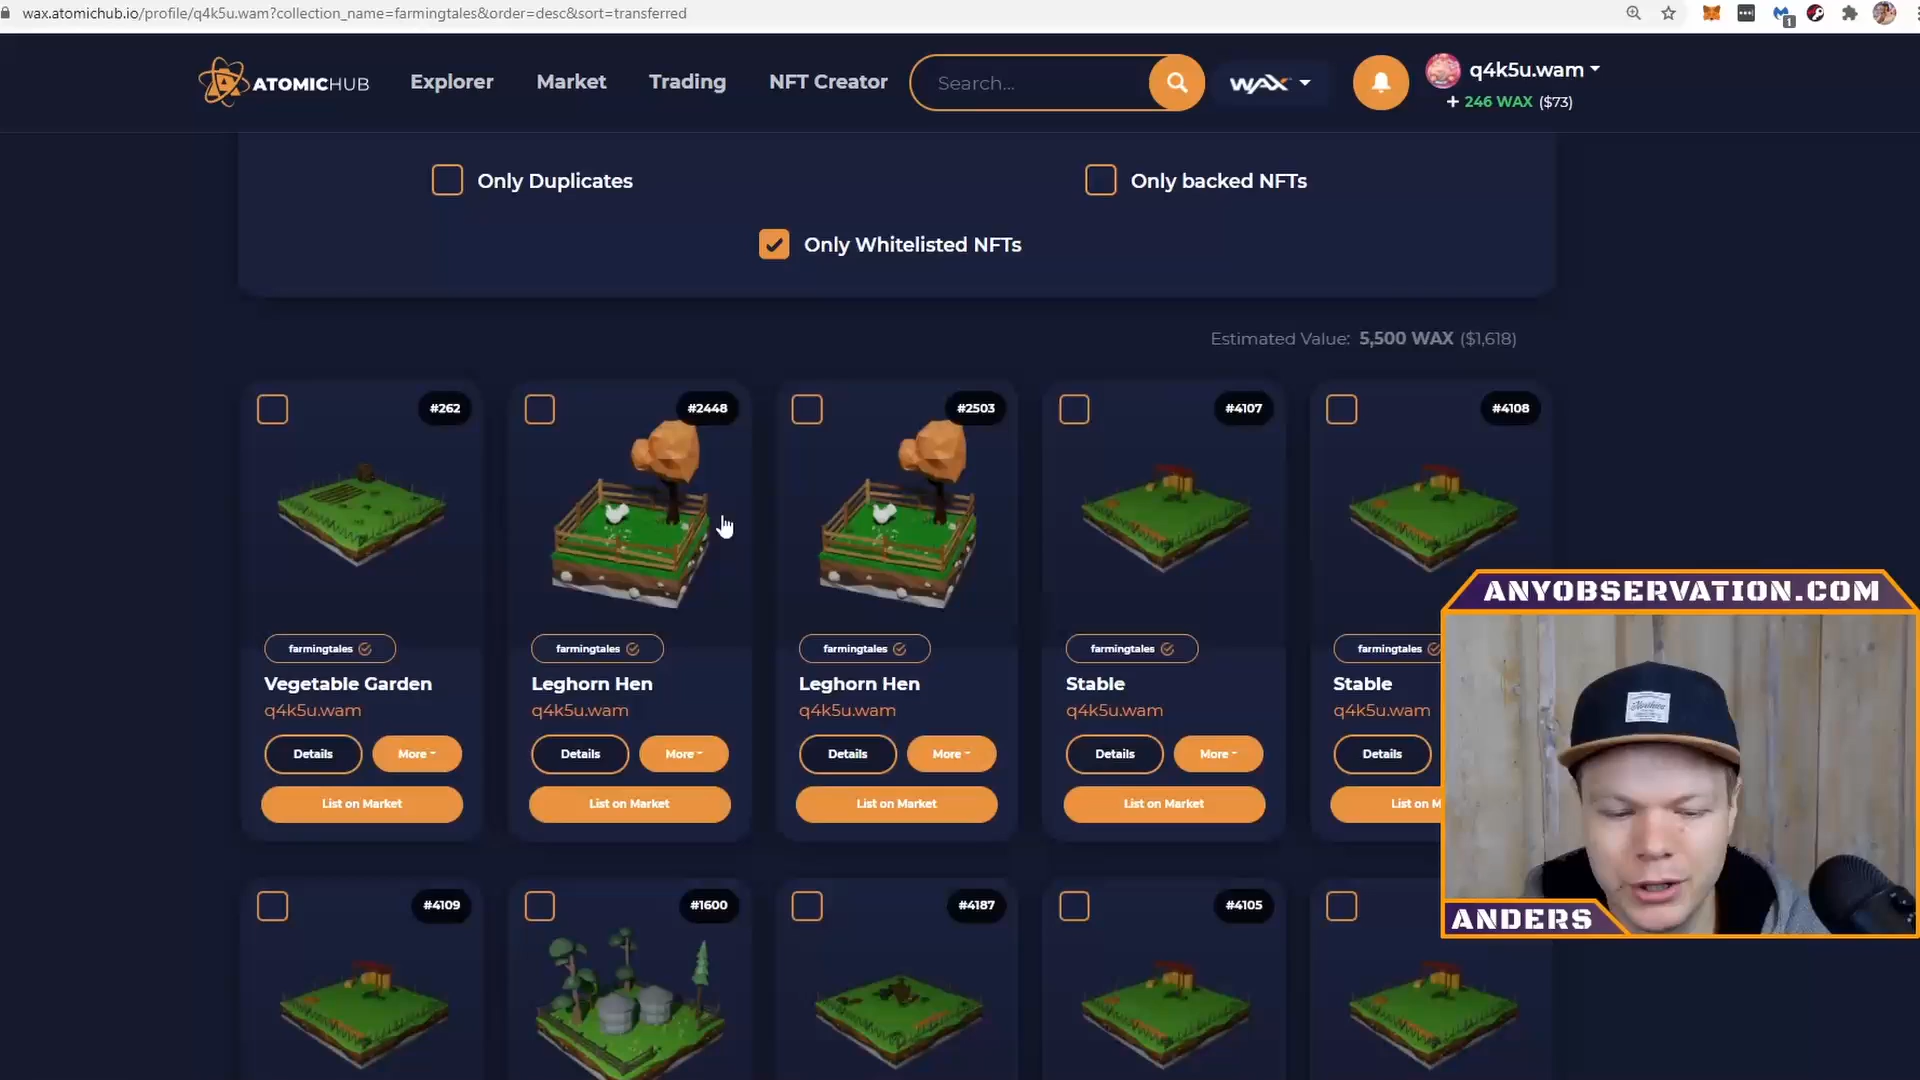 wax.atomichub.io/profile/q4k5u.wam?collection_name=farmingtales&order=desc&sort=transferred
1
ATOMICHUB
Explorer
Market
Trading
NFT Creator
Search...
WAX
q4k5u.wam
+ 246 WAX ($73)
Only Duplicates
Only backed NFTs
Only Whitelisted NFTs
Estimated Value: 5,500 WAX ($1,618)
#262
#2448
#2503
#4107
#4108
farmingtales
farmingtales
farmingtales
farmingtales
farmingtales
Vegetable Garden
Leghorn Hen
Leghorn Hen
Stable
Stable
q4k5u.wam
q4k5u.wam
q4k5u.wam
q4k5u.wam
q4k5u.wam
Details
More
Details
More
Details
More
Details
More
Details
List on Market
List on Market
List on Market
List on Market
List on M
#4109
#1600
#4187
#4105
ANYOBSERVATION.COM
ANDERS